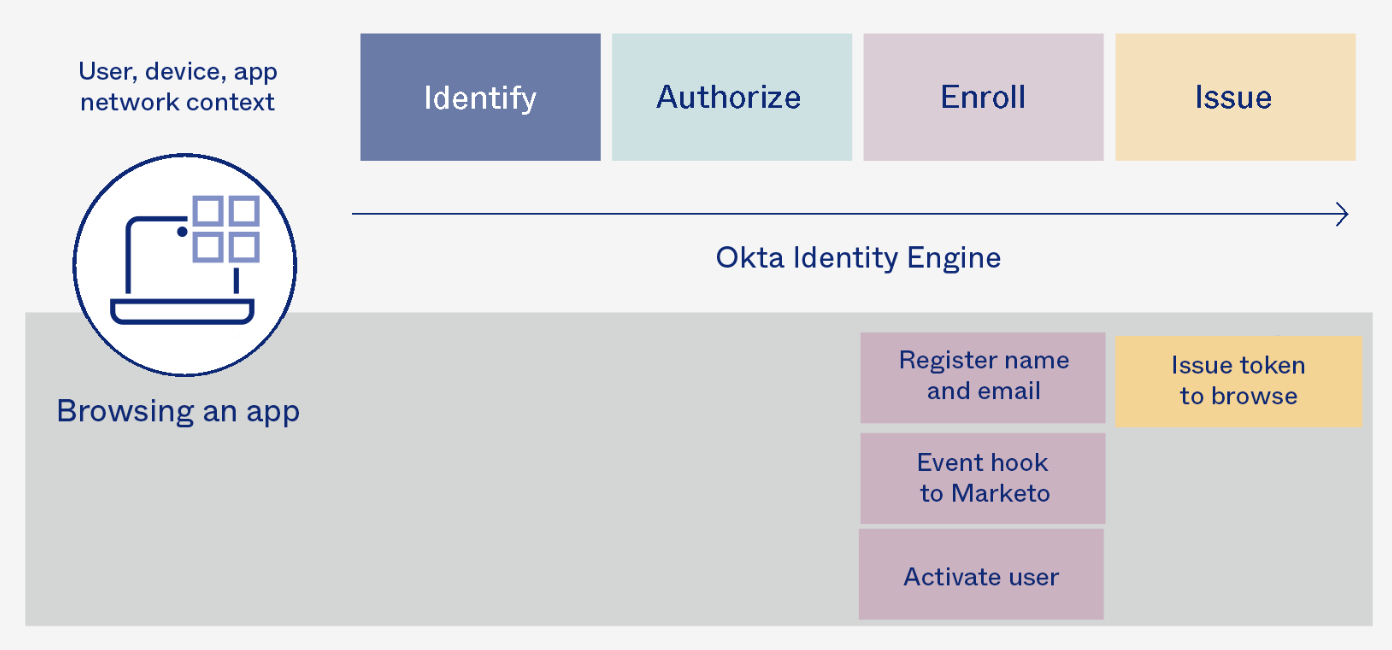 User, device, app
network context
Identify
Authorize
Enroll
Issue
Okta Identity Engine
Browsing an app
Register name
and email
Event hook
to Marketo
Activate user
Issue token
to browse